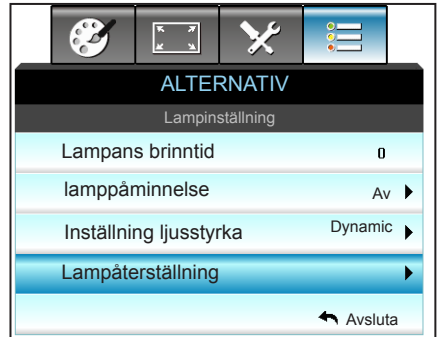 ALTERNATIV
Lampinställning
Lampans brinntid 0
lamppåminnelse Av
Inställning ljusstyrka Dynamic
Lampåterställning
Avsluta